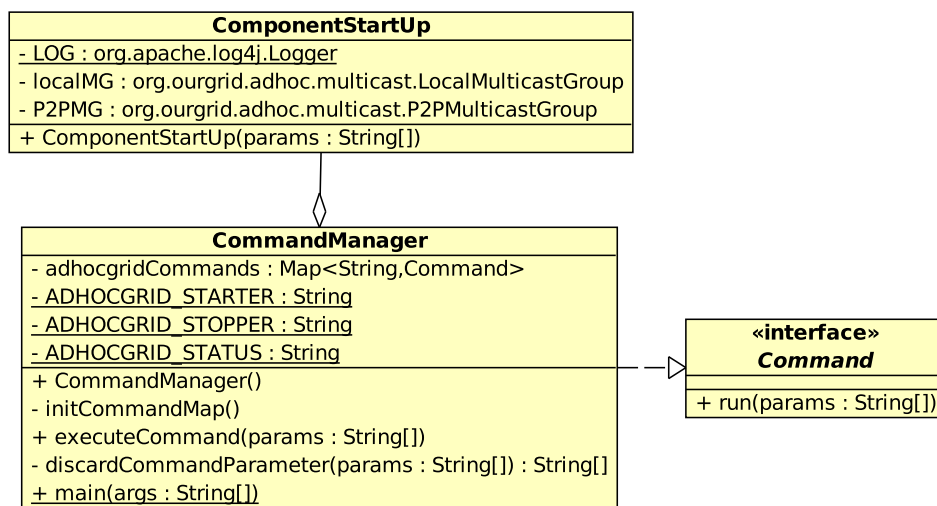 ComponentStartUp
- LOG : org.apache.log4j.Logger
- localMG : org.ourgrid.adhoc.multicast.LocalMulticastGroup
- P2PMG : org.ourgrid.adhoc.multicast.P2PMulticastGroup
+ ComponentStartUp(params : String[])
CommandManager
- adhocgridCommands : Map<String,Command>
- ADHOCGRID_STARTER : String
- ADHOCGRID_STOPPER : String
- ADHOCGRID_STATUS : String
+ CommandManager()
- initCommandMap()
+ executeCommand(params : String[])
- discardCommandParameter(params : String[]) : String[]
+ main(args : String[])
«interface»
Command
+ run(params : String[])